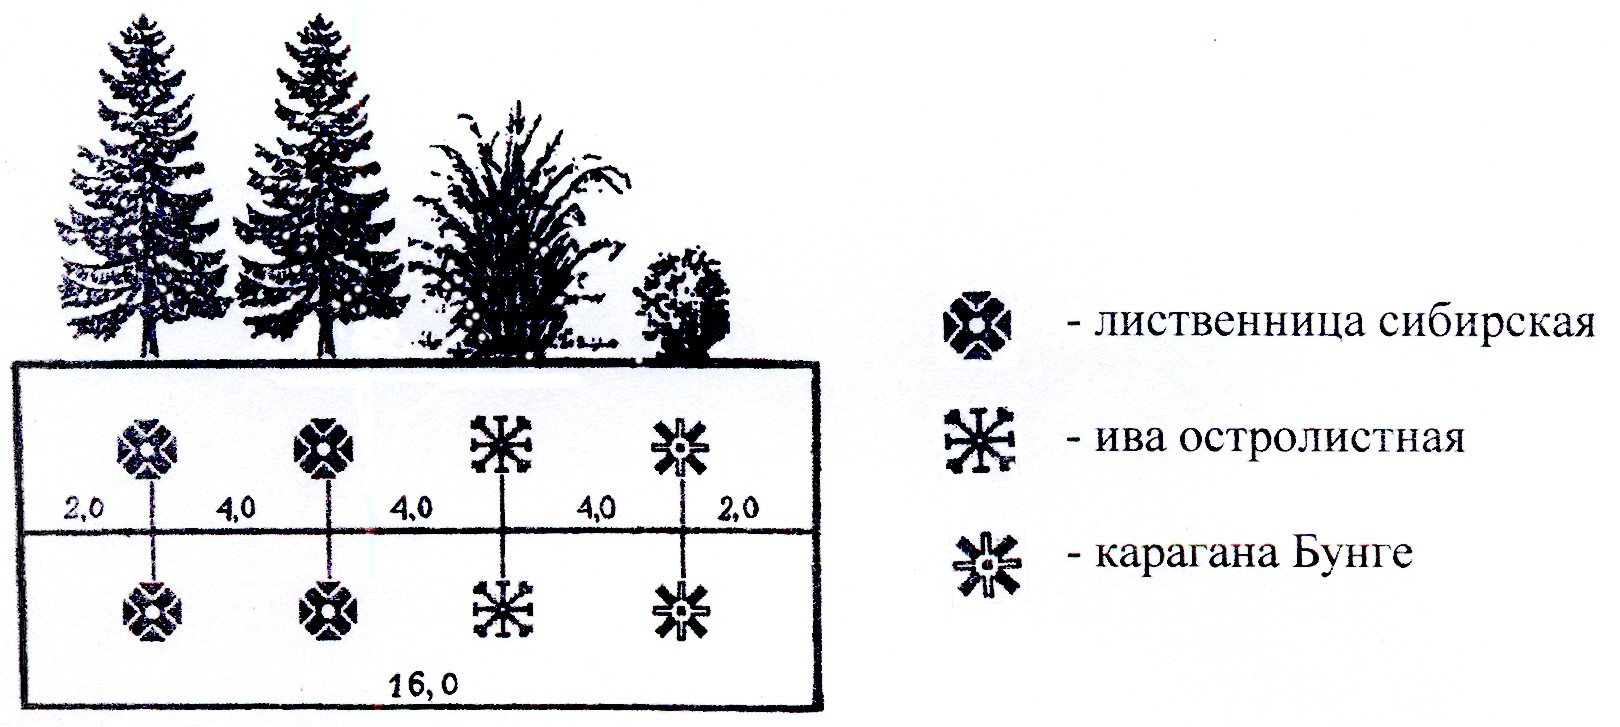 - лиственница сибирская
- ива остролистная
2,0 4,0 4,0 4,0 2,0
- карагана Бунге
16,0